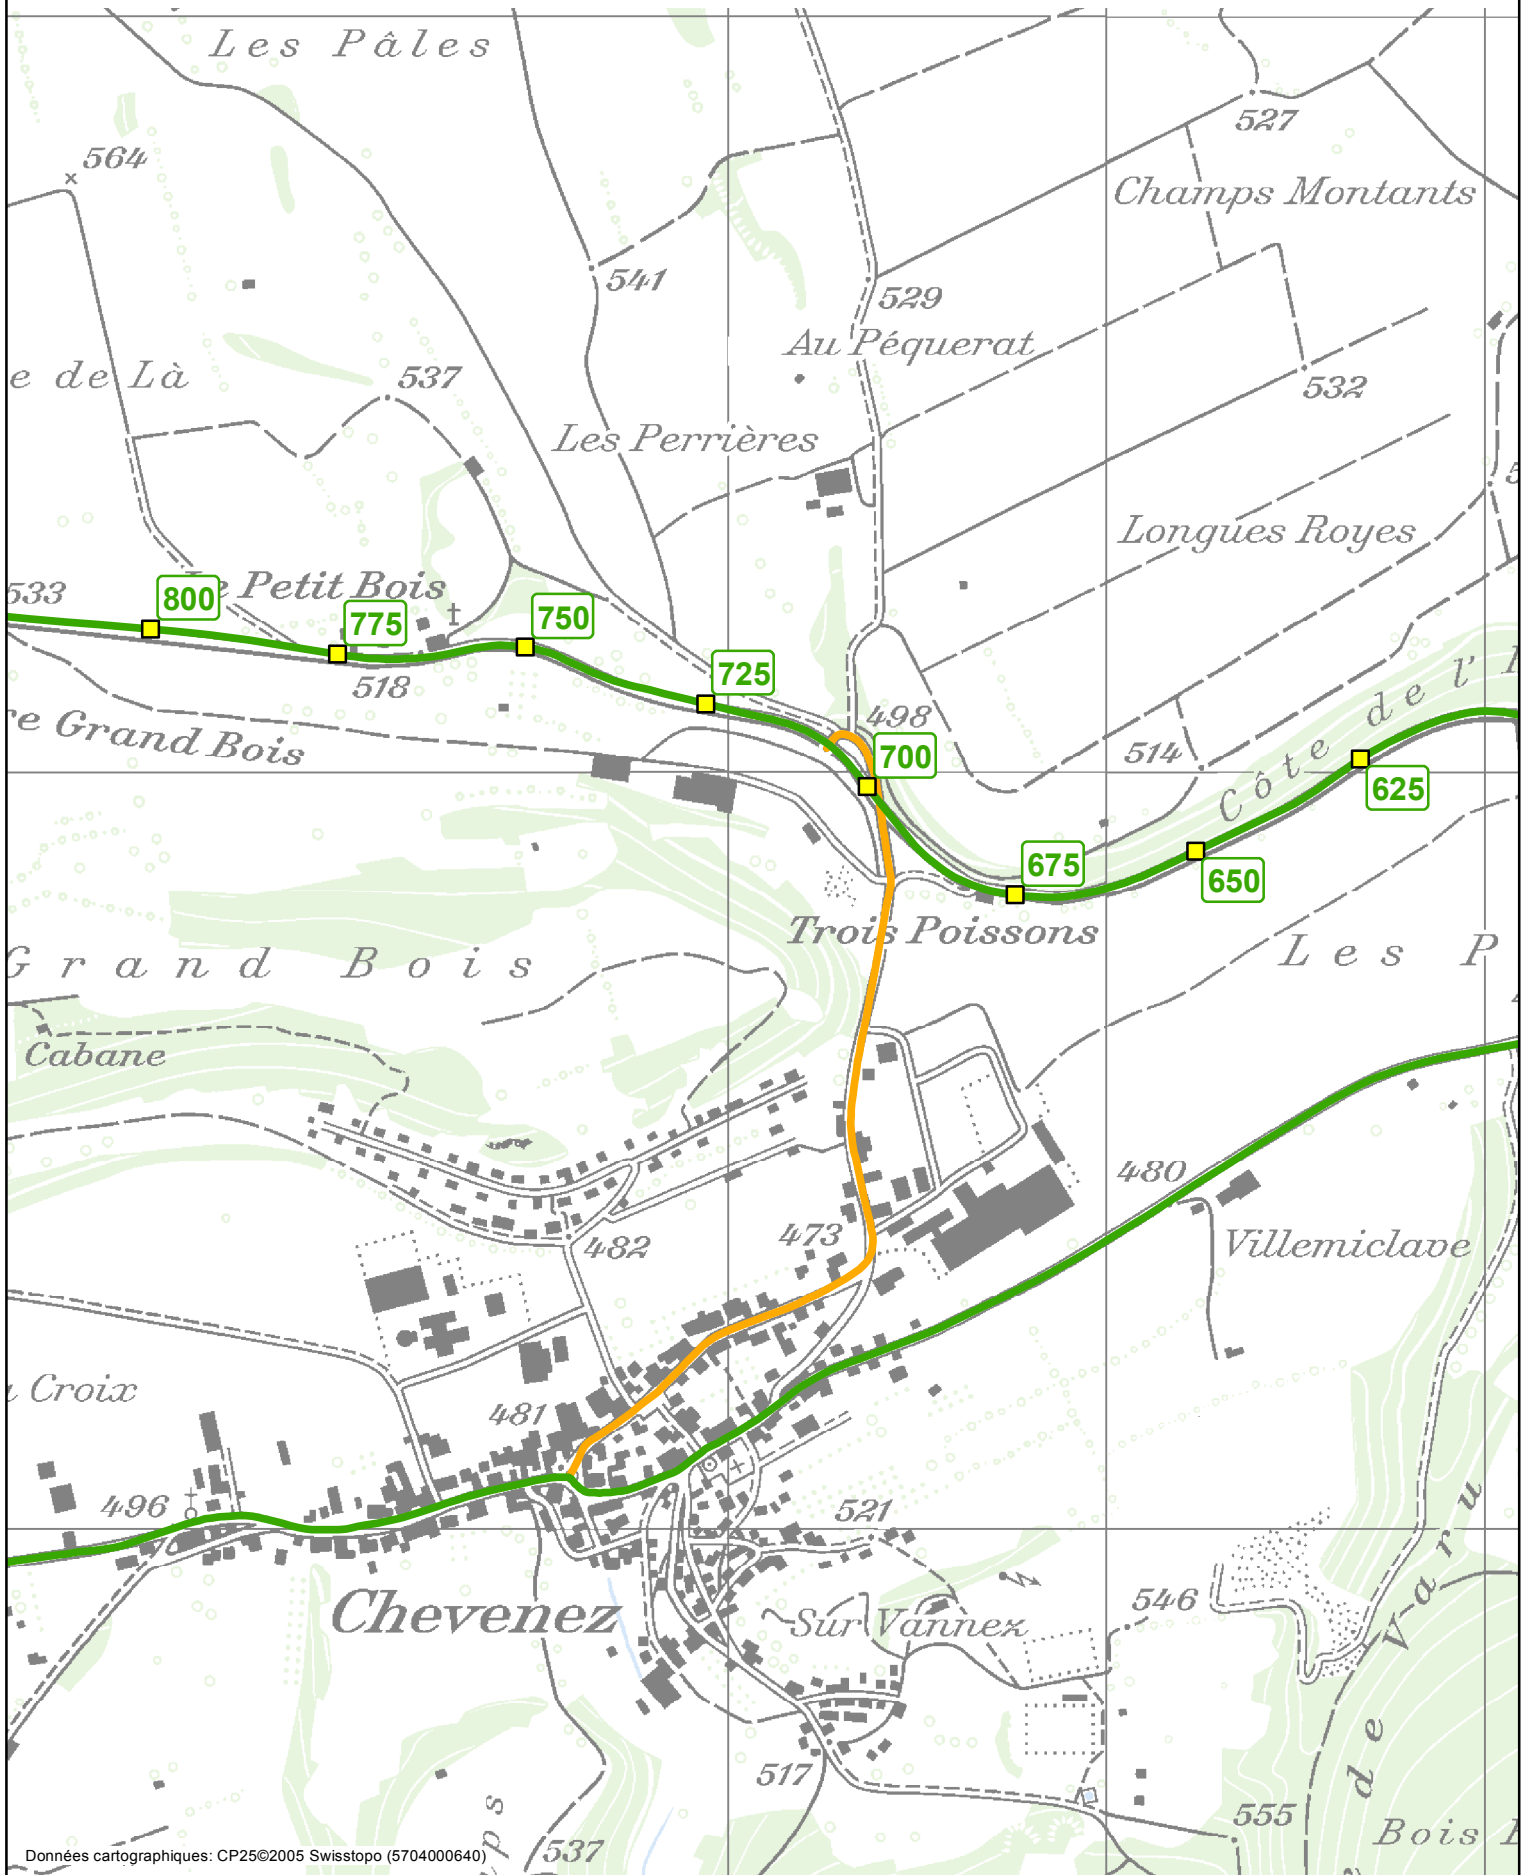 Les Pâles
527
564
Champs Montants
541
529
Au Péquerat
e de Là
537
532
Les Perrières
Longues Royes
533
Le Petit Bois
800
775
750
725
518
498
700
514
Côte de l'
re Grand Bois
625
675
650
Trois Poissons
Grand Bois
Les P
Cabane
480
482
473
Villemiclave
Croix
481
496
521
Chevenez
Sur Vannez
546
de Varu
517
555
Bois
537
Données cartographiques: CP25©2005 Swisstopo (5704000640)